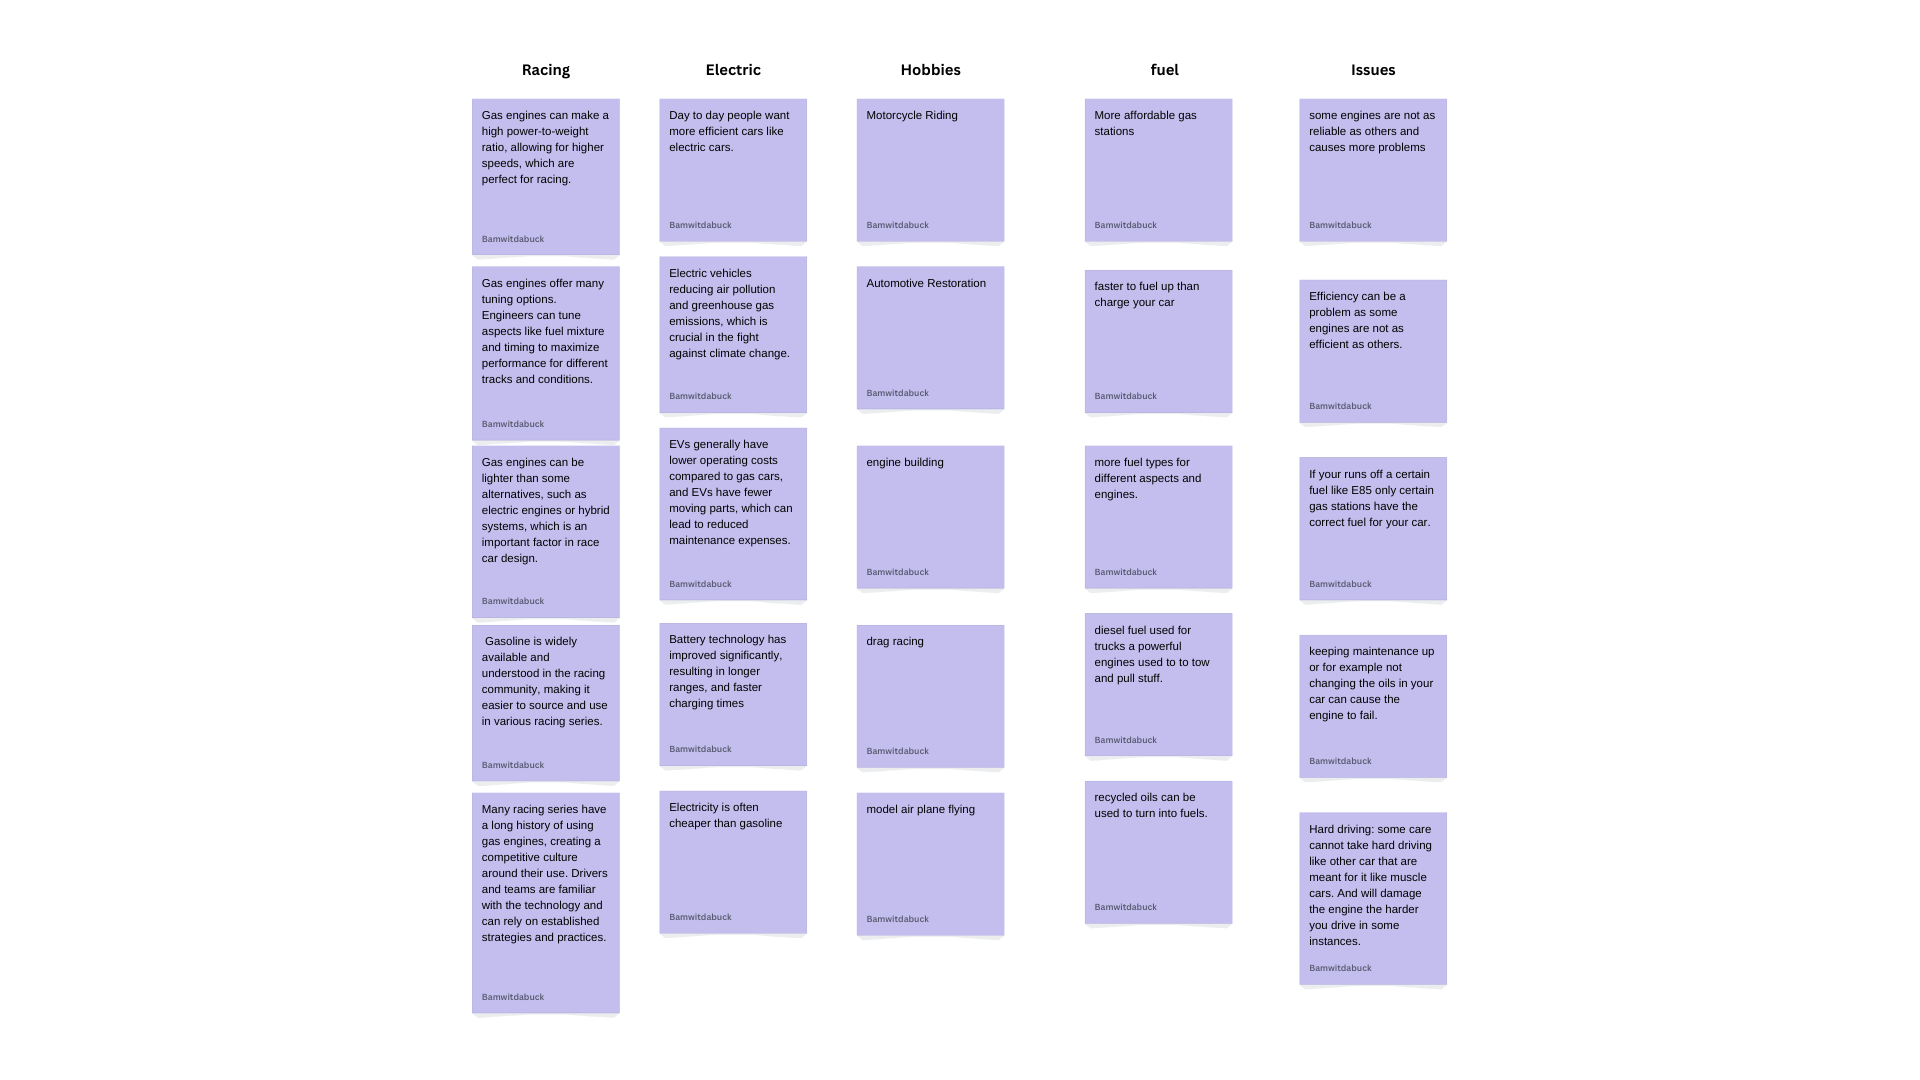 Racing
Gas engines can make a
high power-to-weight
ratio, allowing for higher
speeds, which are
perfect for racing.
Bamwitdabuck
Gas engines offer many
tuning options.
Engineers can tune
aspects like fuel mixture
and timing to maximize
performance for different
tracks and conditions.
Bamwitdabuck
Gas engines can be
lighter than some
alternatives, such as
electric engines or hybrid
systems, which is an
important factor in race
car design.
Bamwitdabuck
Gasoline is widely
available and
understood in the racing
community, making it
easier to source and use
in various racing series.
Bamwitdabuck
Many racing series have
a long history of using
gas engines, creating a
competitive culture
around their use. Drivers
and teams are familiar
with the technology and
can rely on established
strategies and practices.
Bamwitdabuck
Electric
Day to day people want
more efficient cars like
electric cars.
Bamwitdabuck
Electric vehicles
reducing air pollution
and greenhouse gas
emissions, which is
crucial in the fight
against climate change.
Bamwitdabuck
EVs generally have
lower operating costs
compared to gas cars,
and EVs have fewer
moving parts, which can
lead to reduced
maintenance expenses.
Bamwitdabuck
Battery technology has
improved significantly,
resulting in longer
ranges, and faster
charging times
Bamwitdabuck
Electricity is often
cheaper than gasoline
Bamwitdabuck
Hobbies
Motorcycle Riding
Bamwitdabuck
Automotive Restoration
Bamwitdabuck
engine building
Bamwitdabuck
drag racing
Bamwitdabuck
model air plane flying
Bamwitdabuck
fuel
More affordable gas
stations
Bamwitdabuck
faster to fuel up than
charge your car
Bamwitdabuck
more fuel types for
different aspects and
engines.
Bamwitdabuck
diesel fuel used for
trucks a powerful
engines used to to tow
and pull stuff.
Bamwitdabuck
recycled oils can be
used to turn into fuels.
Bamwitdabuck
Issues
some engines are not as
reliable as others and
causes more problems
Bamwitdabuck
Efficiency can be a
problem as some
engines are not as
efficient as others.
Bamwitdabuck
If your runs off a certain
fuel like E85 only certain
gas stations have the
correct fuel for your car.
Bamwitdabuck
keeping maintenance up
or for example not
changing the oils in your
car can cause the
engine to fail.
Bamwitdabuck
Hard driving: some care
cannot take hard driving
like other car that are
meant for it like muscle
cars. And will damage
the engine the harder
you drive in some
instances.
Bamwitdabuck